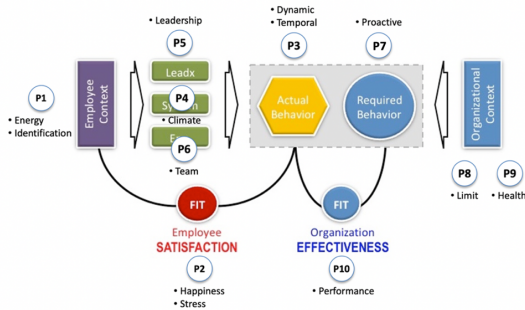 • Leadership
• Dynamic
• Temporal
• Proactive
P5
P3
P7
P1
• Energy
• Identification
Employee Context
Leadx
P4
• Climate
P6
• Team
Actual Behavior
Required Behavior
Organizational Context
P8
• Limit
P9
• Health
FIT
Employee
SATISFACTION
P2
• Happiness
• Stress
FIT
Organization
EFFECTIVENESS
P10
• Performance